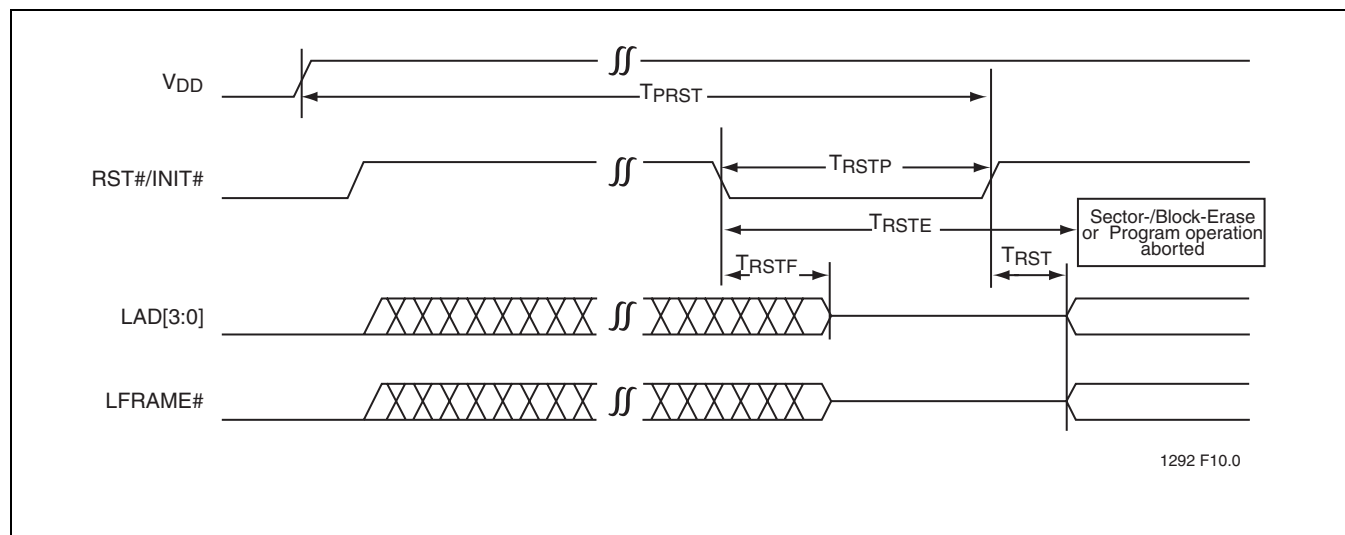 VDD
TPRST
RST#/INIT#
TRSTP
TRSTE
Sector-/Block-Erase
or Program operation
aborted
TRSTF
TRST
LAD[3:0]
LFRAME#
1292 F10.0